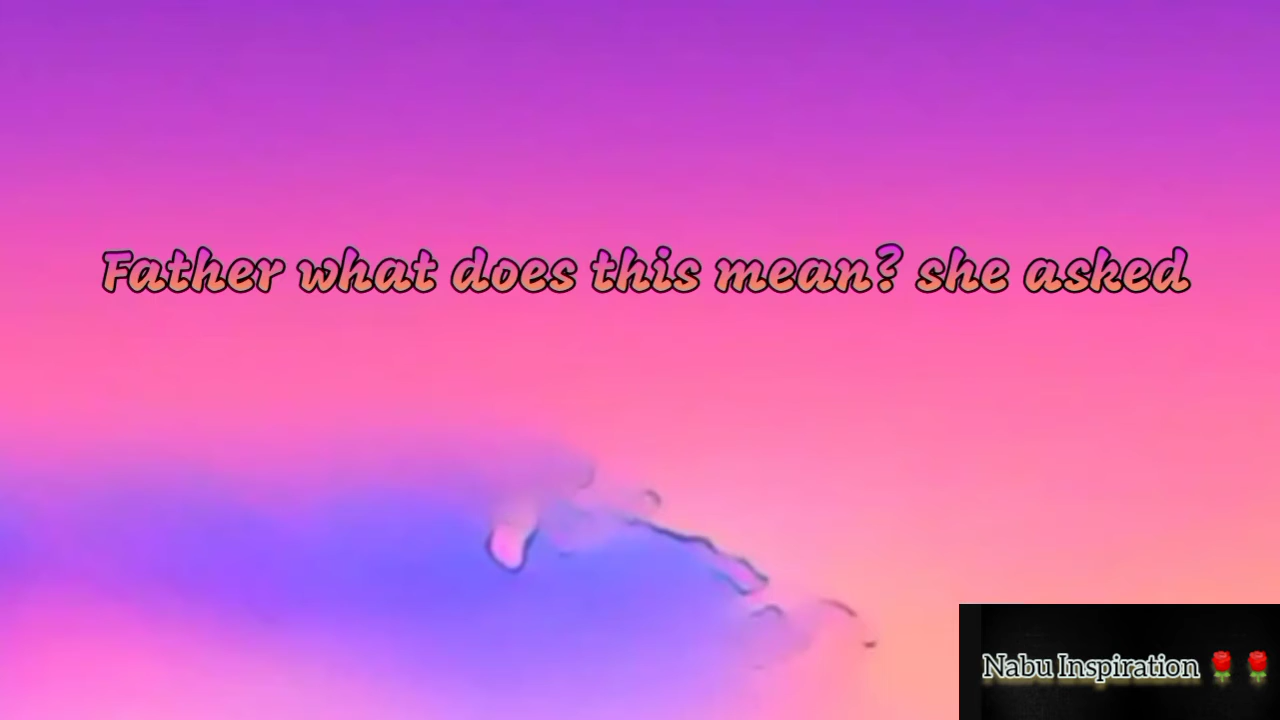 Father what does this mean? she asked
Nabu Inspiration 🌹🌹